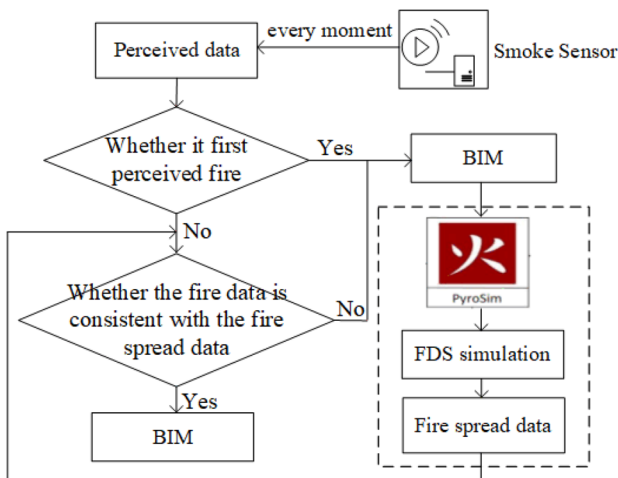 every moment
Perceived data
Smoke Sensor
Whether it first
perceived fire
Yes
BIM
No
火
PyroSim
Whether the fire data is
consistent with the fire
spread data
No
FDS simulation
Yes
Fire spread data
BIM